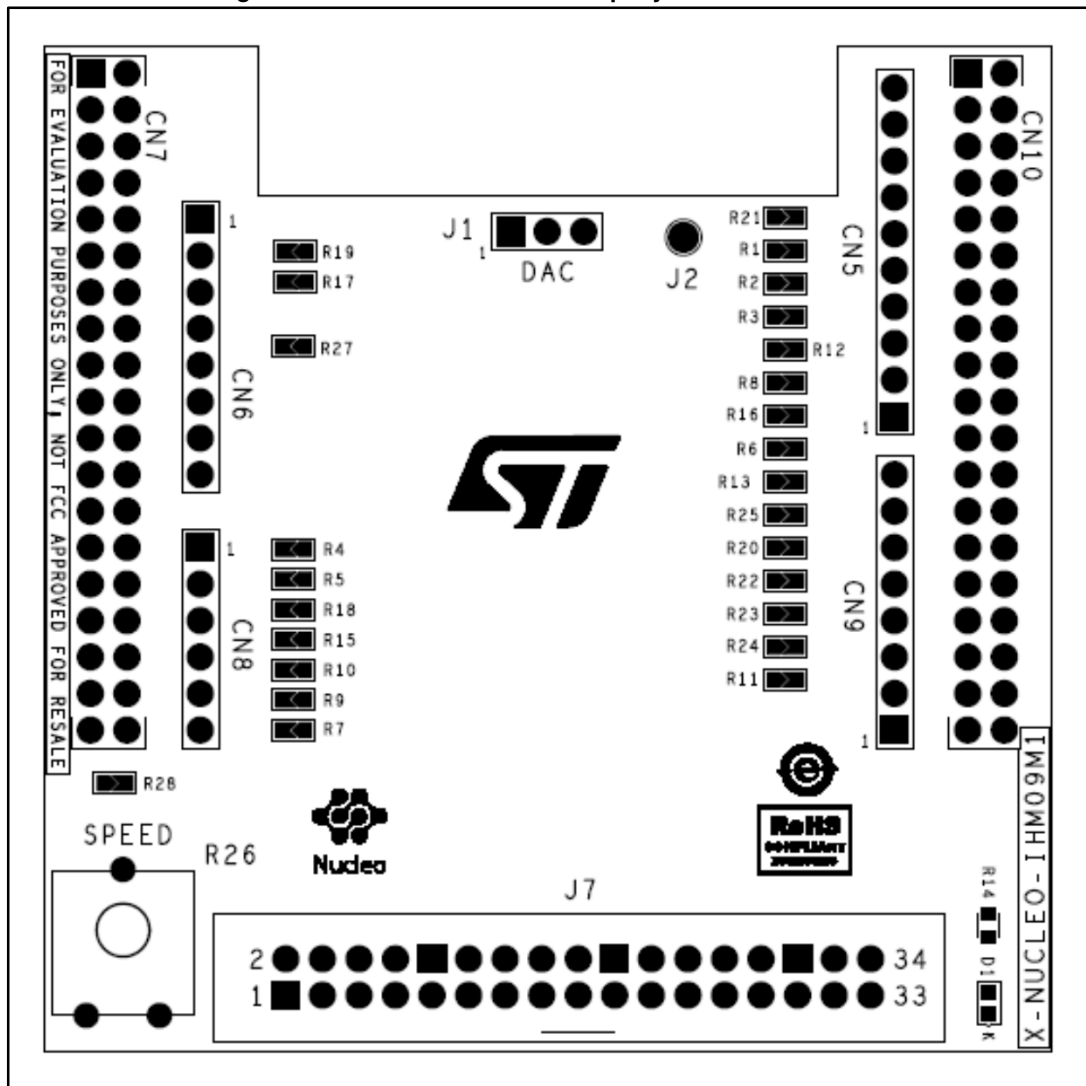 FOR EVALUATION PURPOSES ONLY, NOT FCC APPROVED FOR RESALE
CN7
CN10
J1
1
DAC
J2
R21
R1
R2
R3
R12
R8
R16
R6
R13
R25
R20
R22
R23
R24
R11
CN5
1
CN9
1
1
R19
R17
R27
CN6
ST
1
R4
R5
R18
R15
R10
R9
R7
CN8
R28
SPEED
R26
Nucleo
e
RoHS
COMPLIANT
J7
2
34
1
33
R14
D1
K
X-NUCLEO-IHM09M1